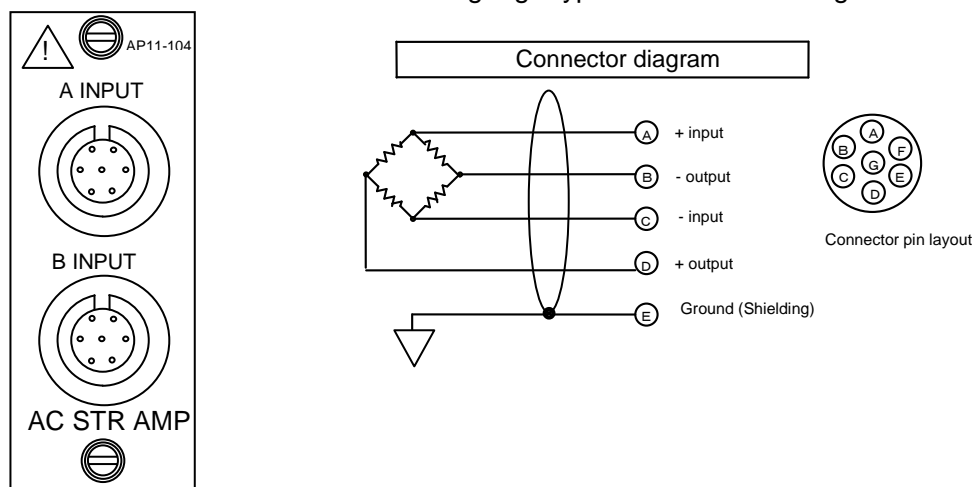 !
AP11-104
A INPUT
B INPUT
AC STR AMP
Connector diagram
A + input
B - output
C - input
D + output
E Ground (Shielding)
A
B F
G
C E
D
Connector pin layout